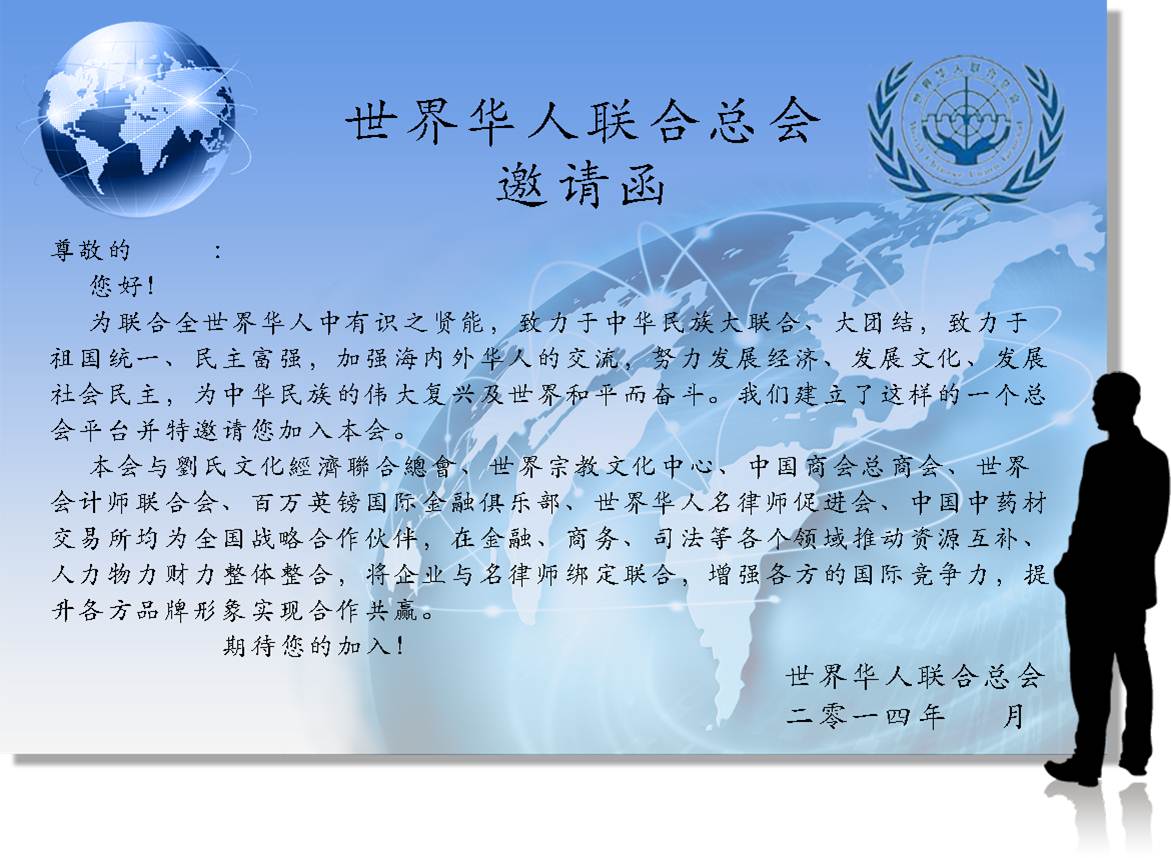 世界华人联合总会
邀请函
尊敬的 :
您好!
为联合全世界华人中有识之贤能，致力于中华民族大联合、大团结，致力于
祖国统一、民主富强，加强海内外华人的交流，努力发展经济、发展文化、发展
社会民主，为中华民族的伟大复兴及世界和平而奋斗。我们建立了这样的一个总
会平台并特邀请您加入本会。
本会与劉氏文化經濟聯合總會、世界宗教文化中心、中国商会总商会、世界
会计师联合会、百万英镑国际金融俱乐部、世界华人名律师促进会、中国中药材
交易所均为全国战略合作伙伴，在金融、商务、司法等各个领域推动资源互补、
人力物力财力整体整合，将企业与名律师绑定联合，增强各方的国际竞争力，提
升各方品牌形象实现合作共赢。
期待您的加入!
世界华人联合总会
二零一四年 月